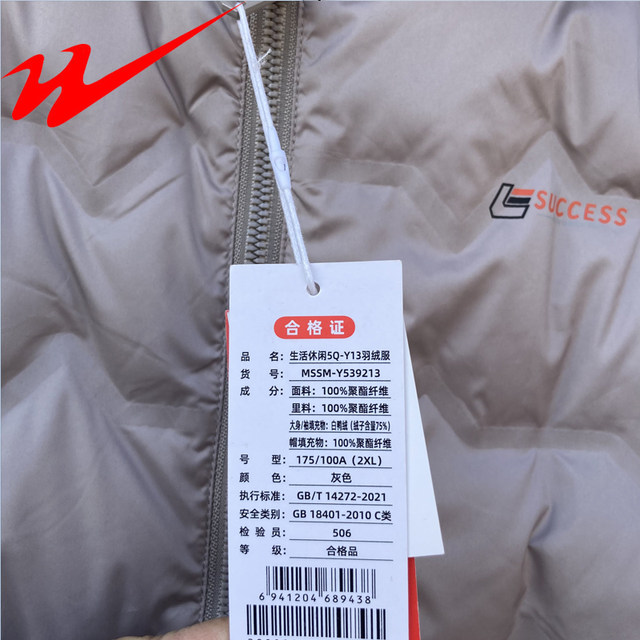 SUCCESS
合格证
品 名：生活休闲5Q-Y13羽绒服
货 号：MSSM-Y539213
成 分：面料：100%聚酯纤维
里料：100%聚酯纤维
大身/袖填充物：白鸭绒（绒子含量75%）
帽填充物：100%聚酯纤维
号 型：175/100A（2XL）
颜 色：灰色
执行标准：GB/T 14272-2021
安全类别：GB 18401-2010 C类
检 验 员：506
等 级：合格品
6 941204 689438